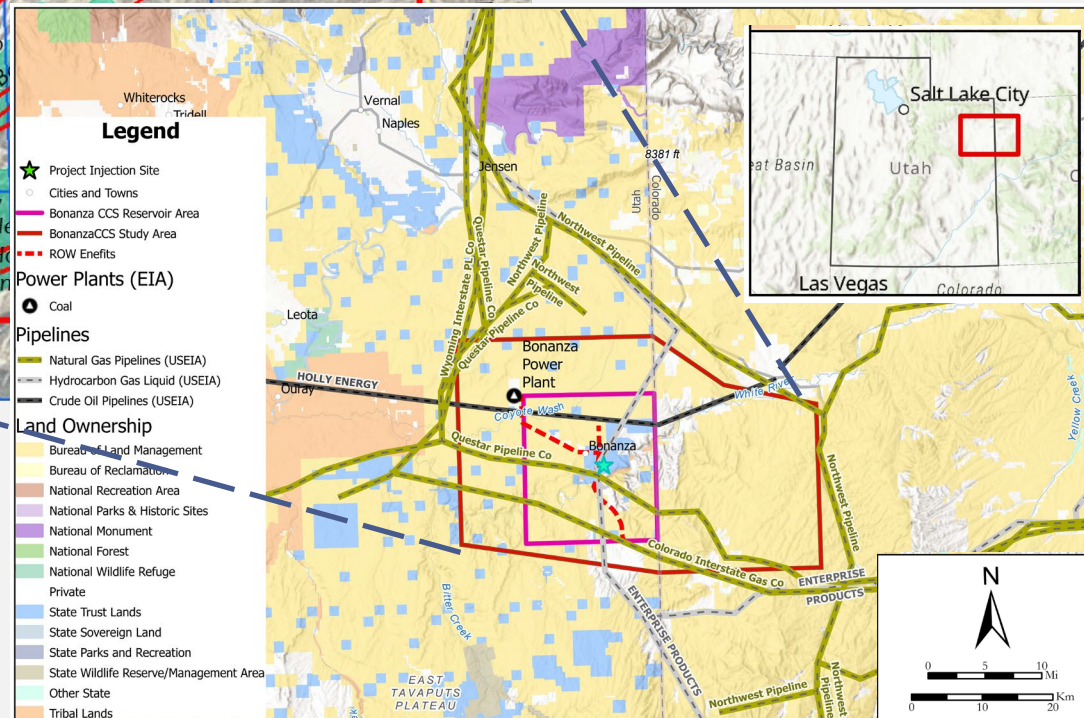 Whiterocks
Tridell
Vernal
Naples
Jensen
8381 ft
Utah
Colorado
Legend
Project Injection Site
Cities and Towns
Bonanza CCS Reservoir Area
BonanzaCCS Study Area
ROW Enefits
Power Plants (EIA)
Coal
Pipelines
Natural Gas Pipelines (USEIA)
Hydrocarbon Gas Liquid (USEIA)
Crude Oil Pipelines (USEIA)
Land Ownership
Bureau of Land Management
Bureau of Reclamation
National Recreation Area
National Parks & Historic Sites
National Monument
National Forest
National Wildlife Refuge
Private
State Trust Lands
State Sovereign Land
State Parks and Recreation
State Wildlife Reserve/Management Area
Other State
Tribal Lands
Salt Lake City
Utah
Las Vegas
Colorado
eat Basin
Wyoming Interstate PL Co
Questar Pipeline Co
Northwest Pipeline
Northwest Pipeline
Northwest
Pipeline
Questar Pipeline Co
Leota
Ouray
HOLLY ENERGY
Bonanza
Power
Plant
Coyote Wash
White River
Yellow Creek
Bonanza
Questar Pipeline Co
Northwest Pipeline
Colorado Interstate Gas Co
ENTERPRISE
PRODUCTS
ENTERPRISE PRODUCTS
Bitter Creek
EAST
TAVAPUTS
PLATEAU
Northwest Pipeline
Northwest
Pipeline
N
0 5 10
Mi
Km
0 10 20